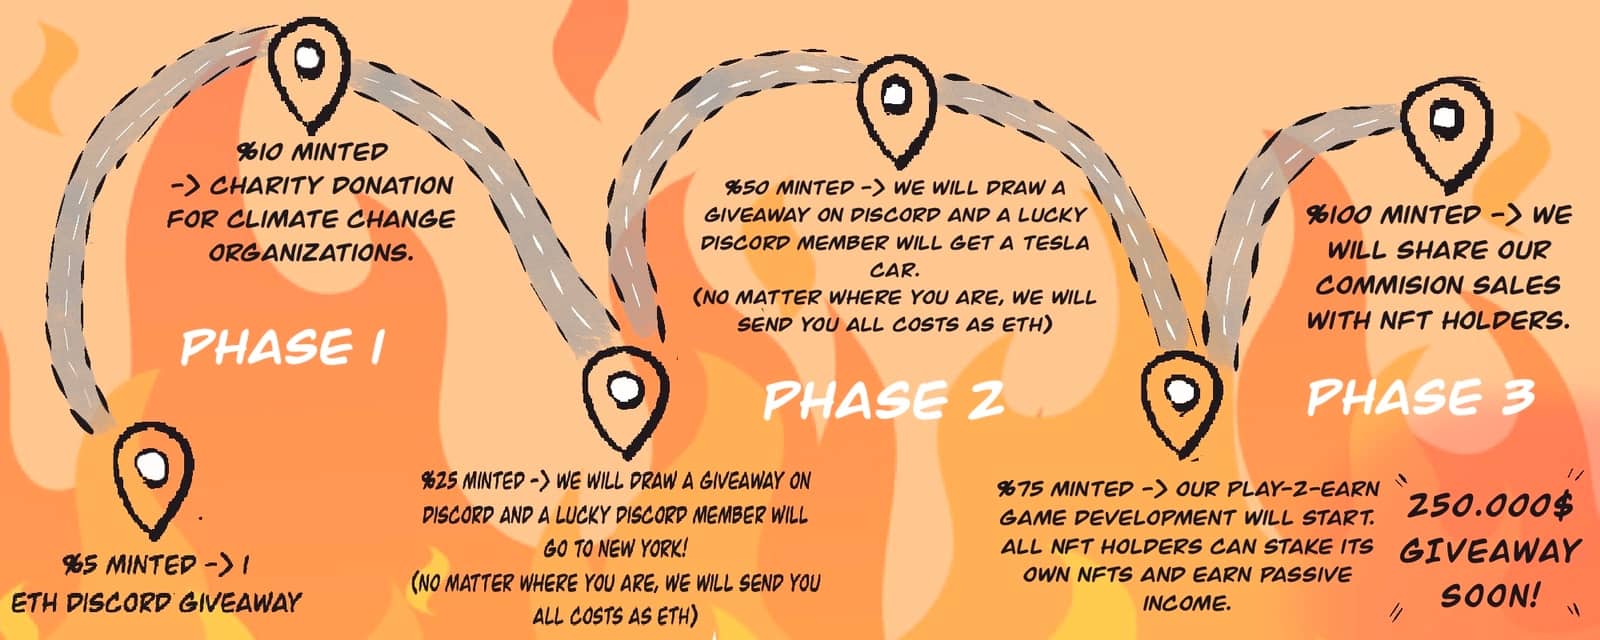 %10 MINTED
-> CHARITY DONATION
FOR CLIMATE CHANGE
ORGANIZATIONS.
PHASE 1
%5 MINTED -> 1
ETH DISCORD GIVEAWAY
%25 MINTED -> WE WILL DRAW A GIVEAWAY ON
DISCORD AND A LUCKY DISCORD MEMBER WILL
GO TO NEW YORK!
(NO MATTER WHERE YOU ARE, WE WILL SEND YOU
ALL COSTS AS ETH)
%50 MINTED -> WE WILL DRAW A
GIVEAWAY ON DISCORD AND A LUCKY
DISCORD MEMBER WILL GET A TESLA
CAR.
(NO MATTER WHERE YOU ARE, WE WILL
SEND YOU ALL COSTS AS ETH)
PHASE 2
%75 MINTED -> OUR PLAY-2-EARN
GAME DEVELOPMENT WILL START.
ALL NFT HOLDERS CAN STAKE ITS
OWN NFTS AND EARN PASSIVE
INCOME.
%100 MINTED -> WE
WILL SHARE OUR
COMMISION SALES
WITH NFT HOLDERS.
PHASE 3
250.000$
GIVEAWAY
SOON!